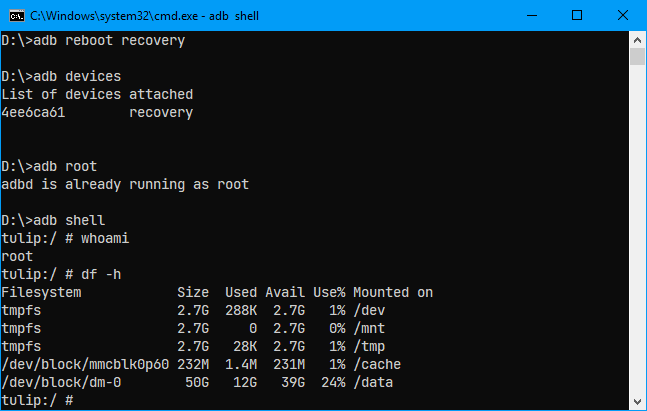 C:\Windows\system32\cmd.exe - adb  shell
D:\>adb reboot recovery
D:\>adb devices
List of devices attached
4ee6ca61        recovery
D:\>adb root
adbd is already running as root
D:\>adb shell
tulip:/ # whoami
root
tulip:/ # df -h
Filesystem            Size  Used Avail Use% Mounted on
tmpfs                 2.7G  288K  2.7G   1% /dev
tmpfs                 2.7G     0  2.7G   0% /mnt
tmpfs                 2.7G   28K  2.7G   1% /tmp
/dev/block/mmcblk0p60 232M  1.4M  231M   1% /cache
/dev/block/dm-0        50G   12G   39G  24% /data
tulip:/ #